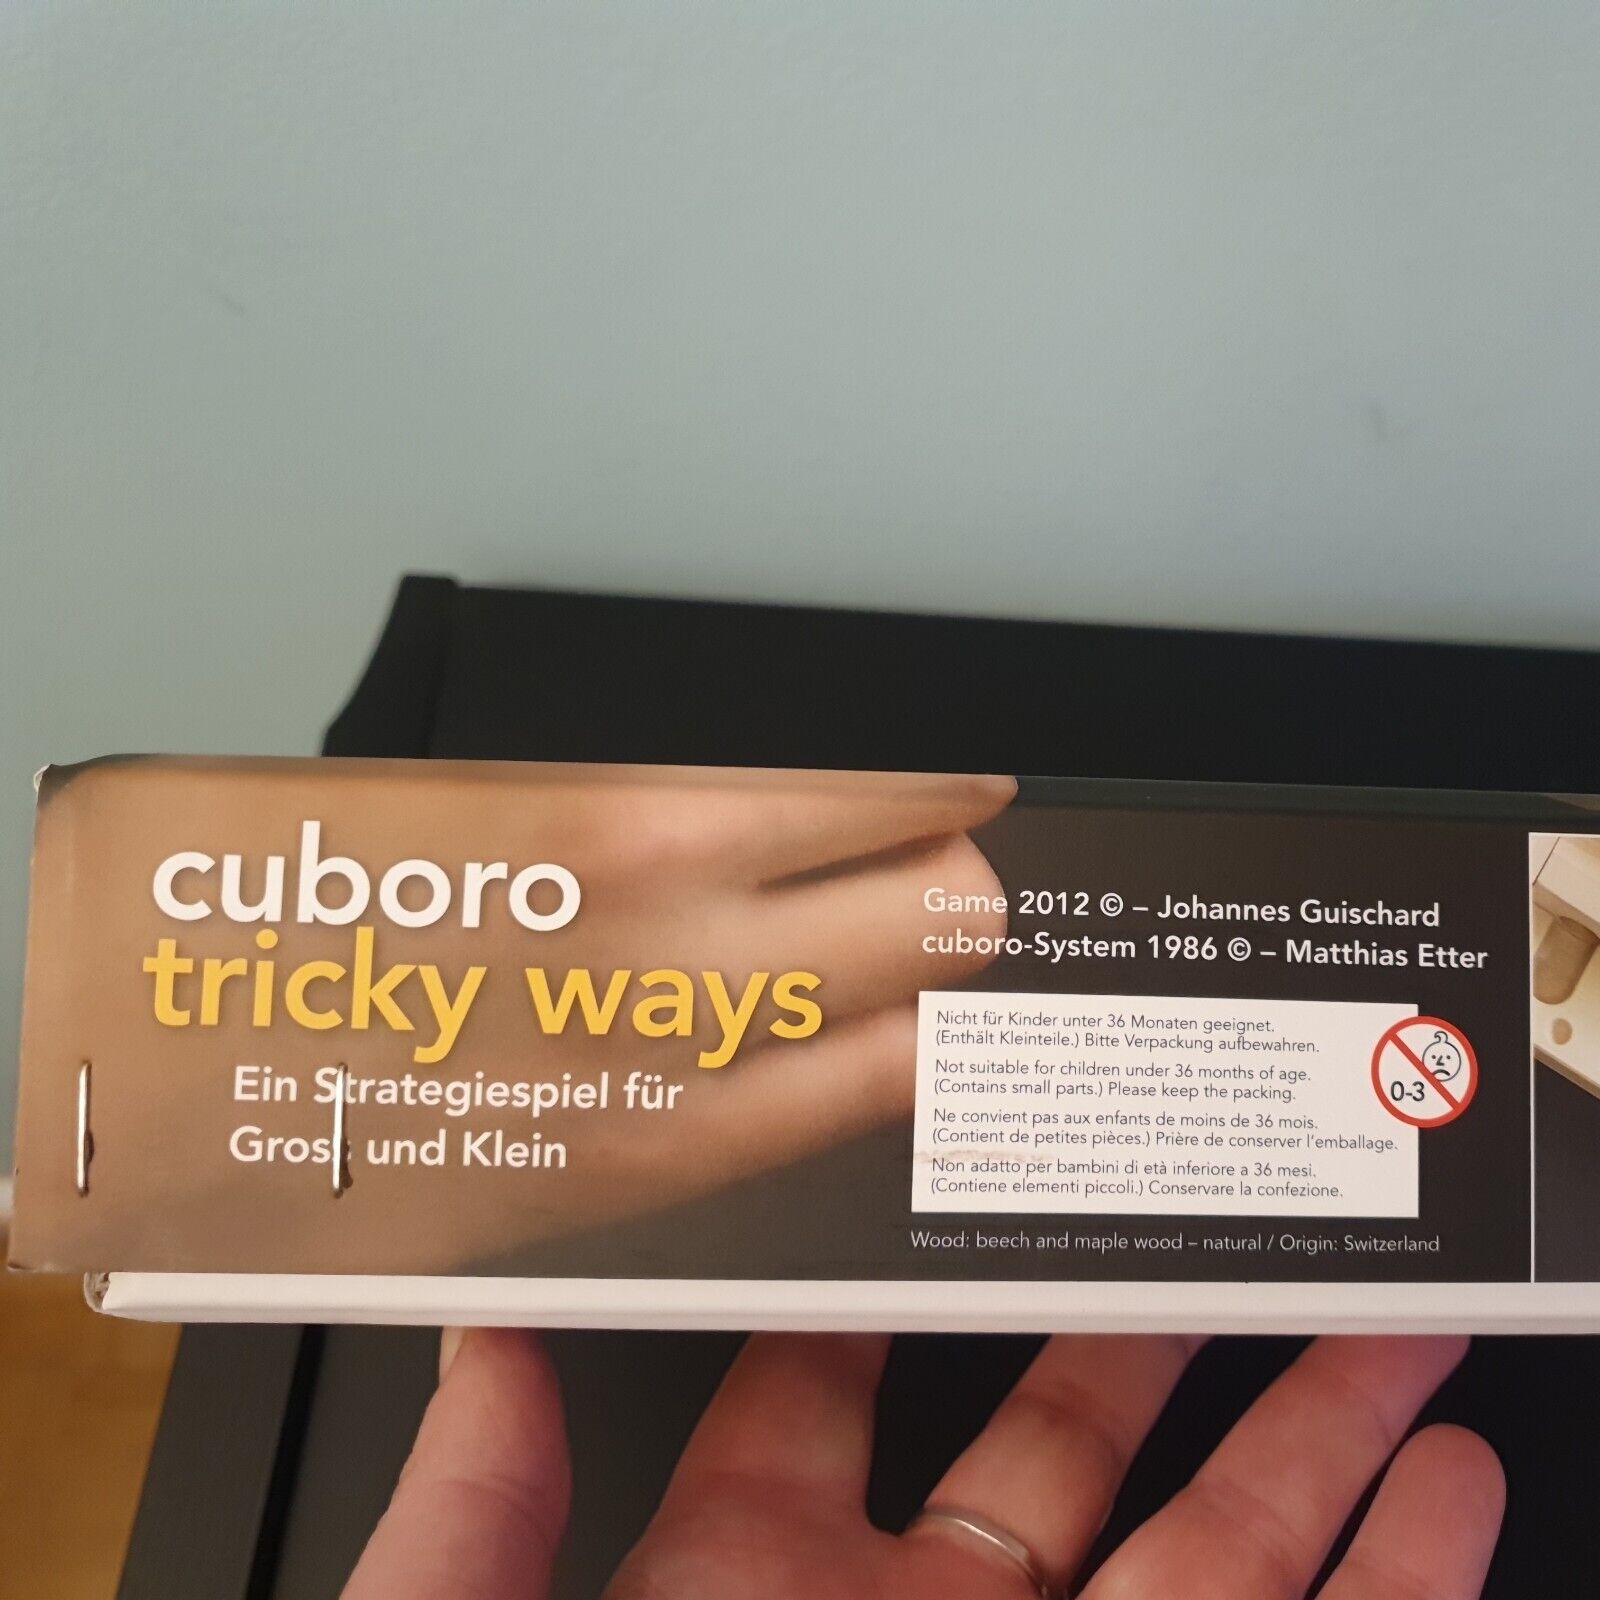 cuboro
tricky ways
Ein Strategiespiel für
Gross und Klein
Game 2012 © – Johannes Guischard
cuboro-System 1986 © – Matthias Etter
Nicht für Kinder unter 36 Monaten geeignet.
(Enthält Kleinteile.) Bitte Verpackung aufbewahren.
Not suitable for children under 36 months of age.
(Contains small parts.) Please keep the packing.
Ne convient pas aux enfants de moins de 36 mois.
(Contient de petites pièces.) Prière de conserver l'emballage.
Non adatto per bambini di età inferiore a 36 mesi.
(Contiene elementi piccoli.) Conservare la confezione.
0-3
Wood: beech and maple wood – natural / Origin: Switzerland